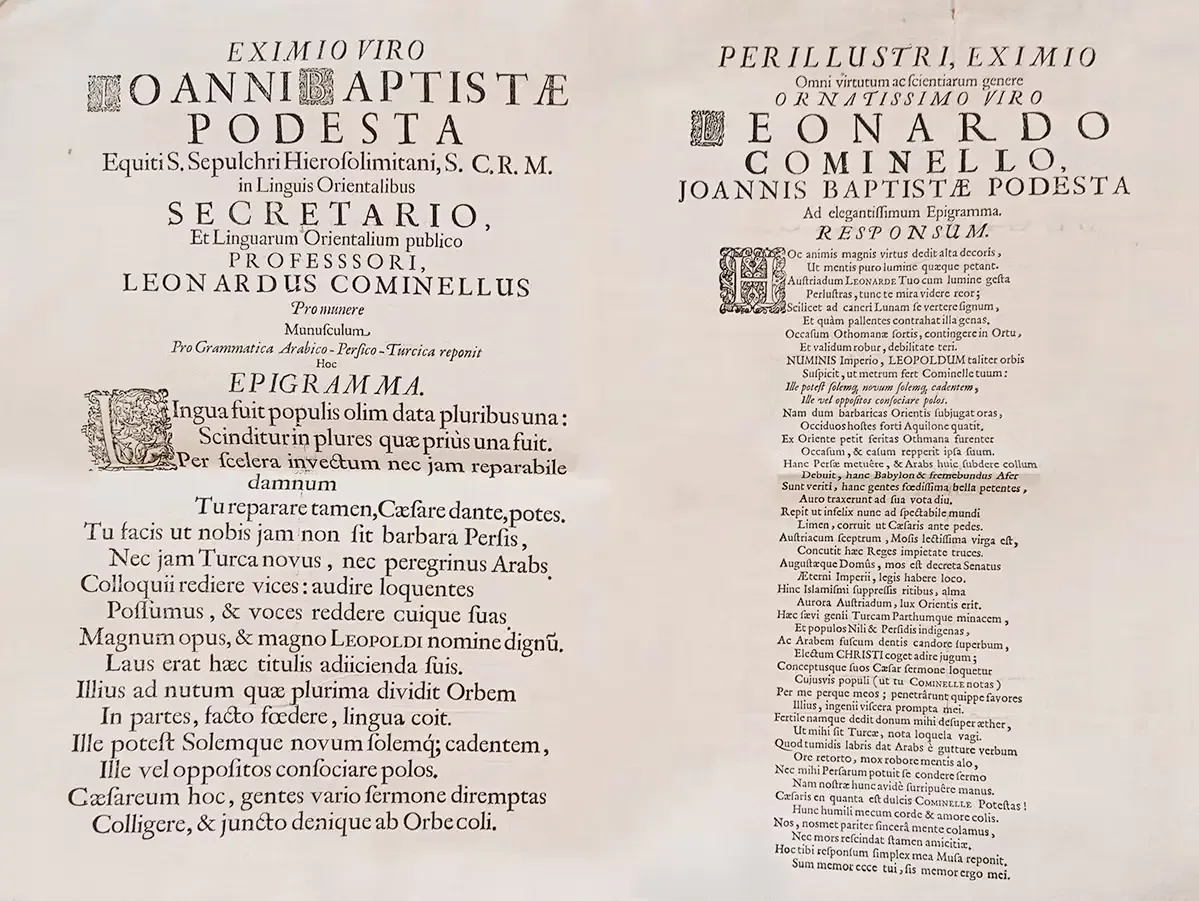 EXIMIO VIRO
IOANNI BAPTISTÆ
PODESTA
Equiti S. Sepulchri Hieroſolimitani, S. C. R. M.
in Linguis Orientalibus
SECRETARIO,
Et Linguarum Orientalium publico
PROFESSSORI,
LEONARDUS COMINELLUS
Pro munere
Munuſculum
Pro Grammatica Arabico-Perſico-Turcica reponit
Hoc
EPIGRAMMA.
Lingua fuit populis olim data pluribus una:
Scinditur in plures quæ priùs una fuit.
Per ſcelera invectum nec jam reparabile
damnum
Tu reparare tamen, Cæſare dante, potes.
Tu facis ut nobis jam non ſit barbara Perſis,
Nec jam Turca novus, nec peregrinus Arabs.
Colloquii rediere vices: audire loquentes
Poſſumus, & voces reddere cuique ſuas.
Magnum opus, & magno LEOPOLDI nomine dignū.
Laus erat hæc titulis adiicienda ſuis.
Illius ad nutum quæ plurima dividit Orbem
In partes, facto fœdere, lingua coit.
Ille poteſt Solemque novum ſolemq; cadentem,
Ille vel oppoſitos conſociare polos.
Cæſareum hoc, gentes vario ſermone diremptas
Colligere, & juncto denique ab Orbe coli.
PERILLUSTRI, EXIMIO
Omni virtutum ac ſcientiarum genere
ORNATISSIMO VIRO
LEONARDO
COMINELLO,
JOANNIS BAPTISTÆ PODESTA
Ad elegantiſſimum Epigramma.
RESPONSUM.
HOc animis magnis virtus dedit alta decoris,
Ut mentis puro lumine quæque petant.
Auſtriadum LEONARDE Tuo cum lumine geſta
Perluſtras, tunc te mira videre reor;
Scilicet ad cancri Lunam ſe vertere ſignum,
Et quàm pallentes contrahat illa genas.
Occaſum Othomanæ ſortis, contingere in Ortu,
Et validum robur, debilitate teri.
NUMINIS Imperio, LEOPOLDUM taliter orbis
Suſpicit, ut metrum fert Cominelle tuum:
Ille poteſt ſolemq, novum ſolemq, cadentem,
Ille vel oppoſitos conſociare polos.
Nam dum barbaricas Orientis ſubjugat oras,
Occiduos hoſtes forti Aquilone quatit.
Ex Oriente petit feritas Othmana furenter
Occaſum, & caſum repperit ipſa ſuum.
Hanc Perſæ metuêre, & Arabs huic ſubdere collum
Debuit, hanc Babylon & fremebundus Afer
Sunt veriti, hanc gentes fœdiſſima bella petentes,
Auro traxerunt ad ſua vota diu.
Repit ut infelix nunc ad ſpectabile mundi
Limen, corruit ut Cæſaris ante pedes.
Auſtriacum ſceptrum, Moſis lectiſſima virga eſt,
Concutit hæc Reges impietate truces.
Auguſtæque Domûs, mos eſt decreta Senatus
Æterni Imperii, legis habere loco.
Hinc Islamiſmi ſuppreſſis ritibus, alma
Aurora Auſtriadum, lux Orientis erit.
Hæc ſævi genii Turcam Parthumque minacem,
Et populos Nili & Perſidis indigenas,
Ac Arabem fuſcum dentis candore ſuperbum,
Electum CHRISTI coget adire jugum;
Conceptusque ſuos Cæſar ſermone loquetur
Cujusvis populi (ut tu COMINELLE notas)
Per me perque meos; penetrârunt quippe favores
Illius, ingenii viſcera prompta mei.
Fertile namque dedit donum mihi deſuper æther,
Ut mihi ſit Turcæ, nota loquela vagi.
Quod tumidis labris dat Arabs è gutture verbum
Ore retorto, mox robore mentis alo,
Nec mihi Perſarum potuit ſe condere ſermo
Nam noſtræ hunc avidè ſurripuêre manus.
Cæſaris en quanta eſt dulcis COMINELLE Poteſtas!
Hunc humili mecum corde & amore colis.
Nos, nosmet pariter ſincerâ mente colamus,
Nec mors reſcindat ſtamen amicitiæ.
Hoc tibi reſponſum ſimplex mea Muſa reponit.
Sum memor ecce tui, ſis memor ergo mei.